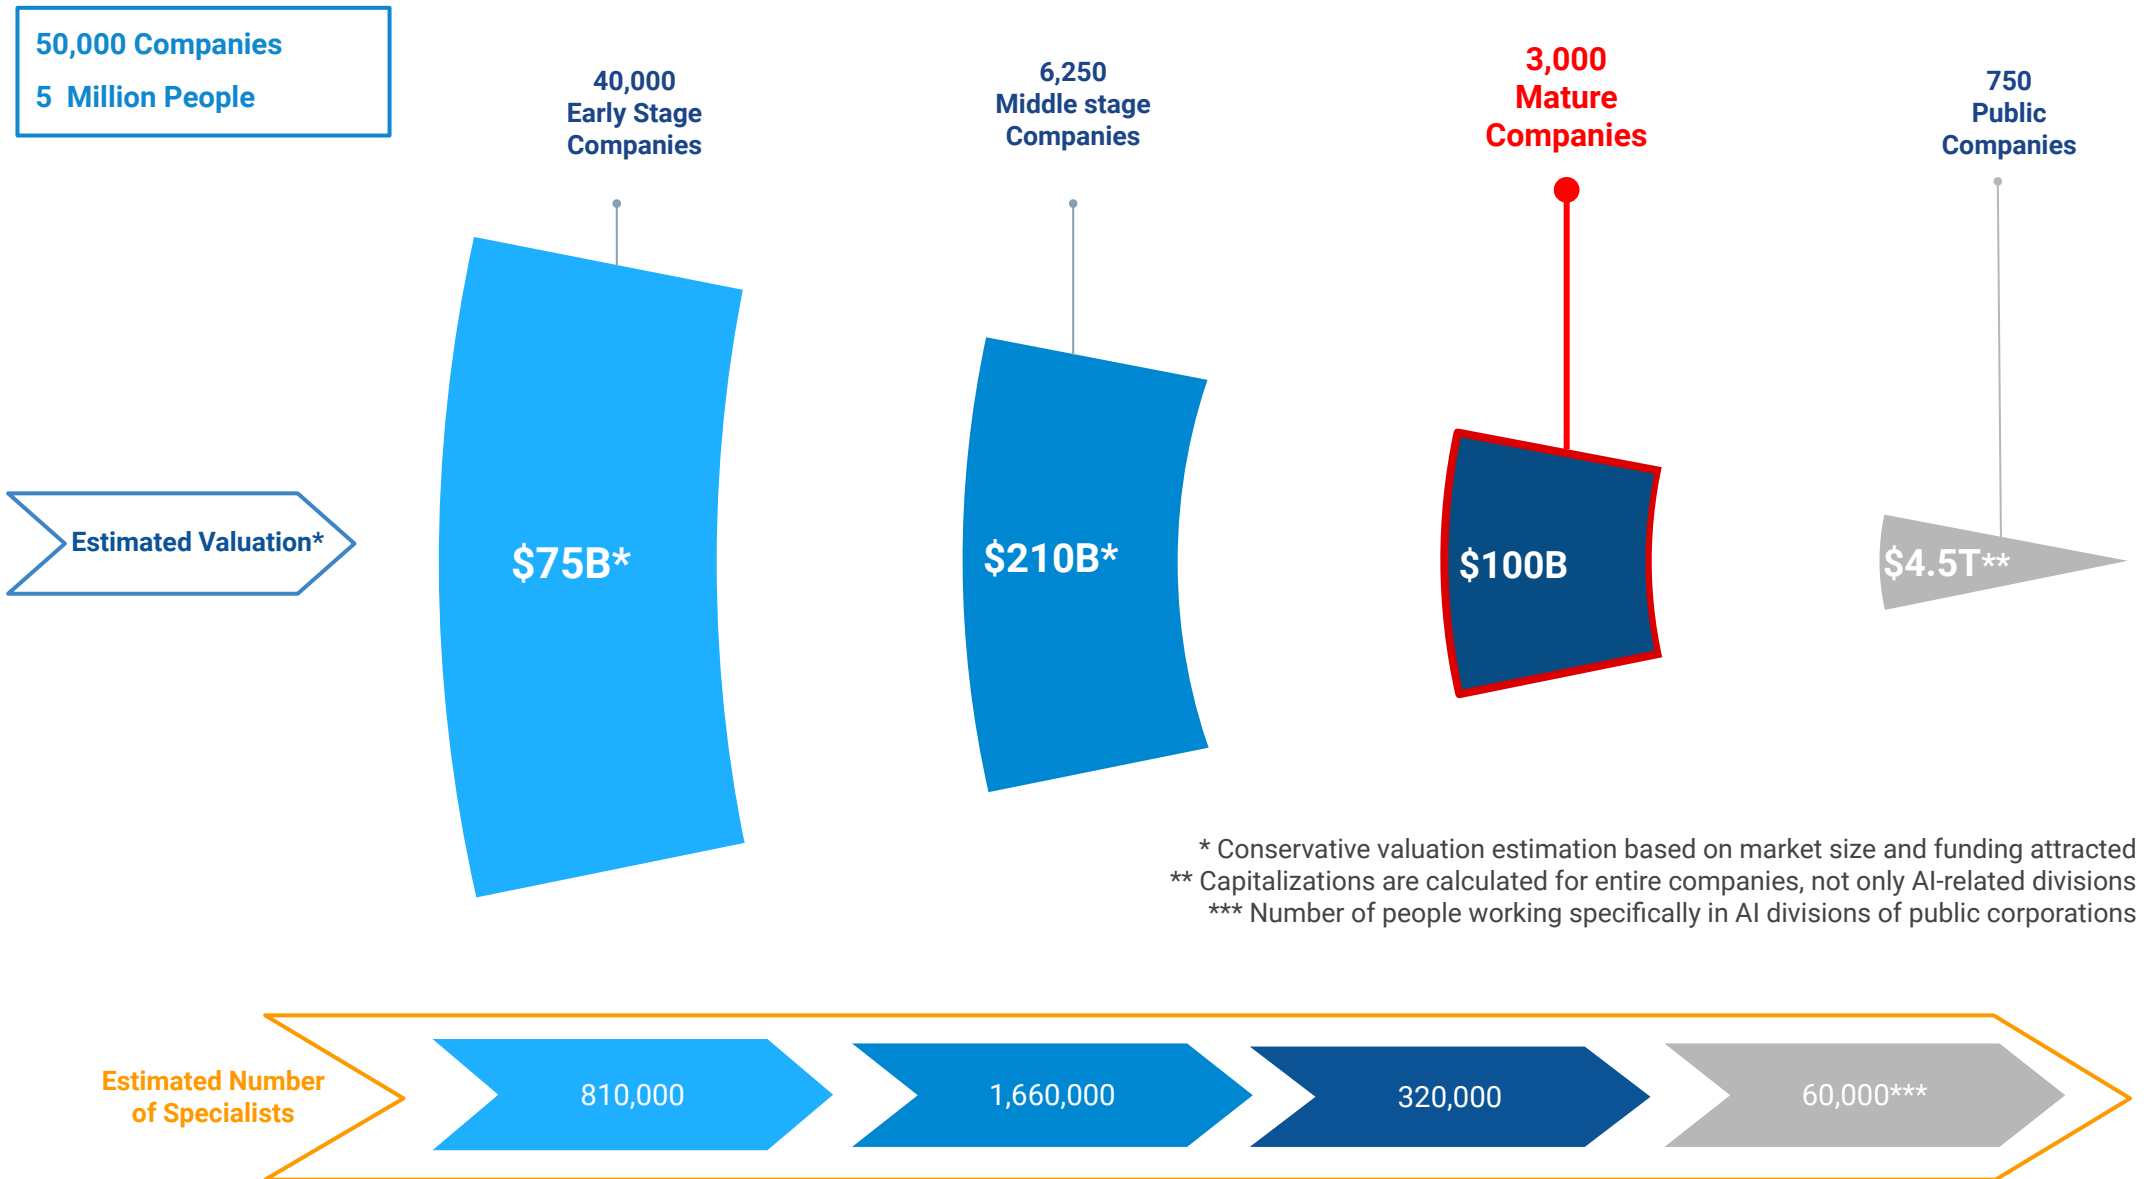 50,000 Companies
5 Million People
40,000
Early Stage
Companies
6,250
Middle stage
Companies
3,000
Mature
Companies
750
Public
Companies
Estimated Valuation*
$75B*
$210B*
$100B
$4.5T**
* Conservative valuation estimation based on market size and funding attracted
** Capitalizations are calculated for entire companies, not only AI-related divisions
*** Number of people working specifically in AI divisions of public corporations
Estimated Number
of Specialists
810,000
1,660,000
320,000
60,000***